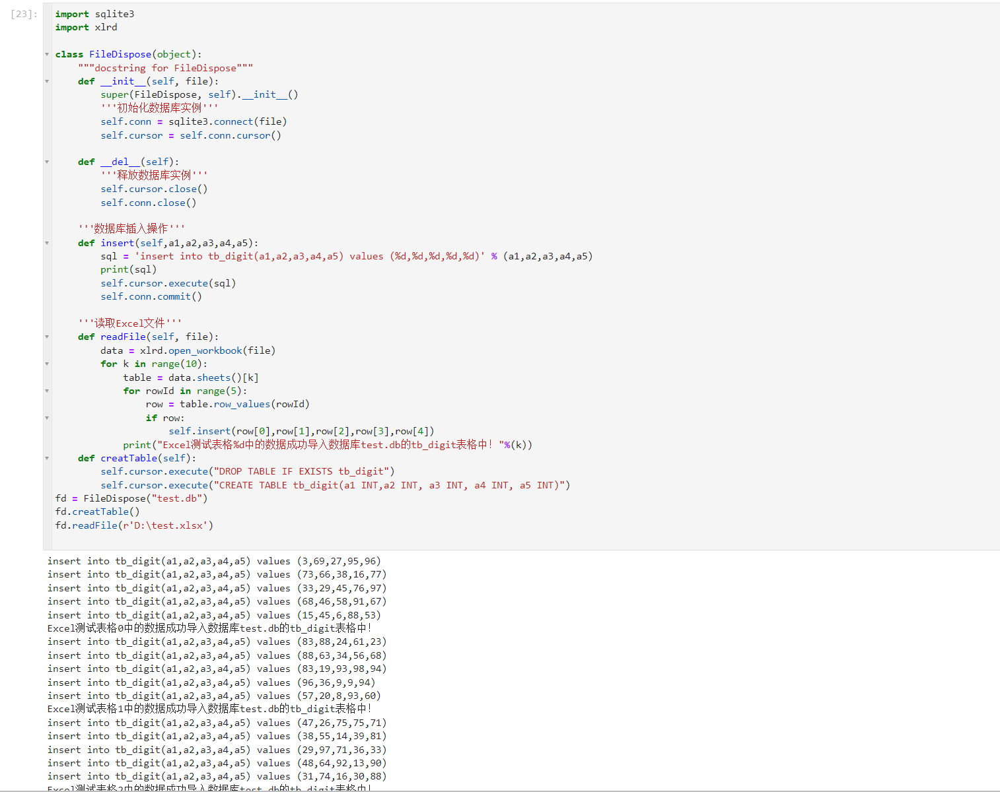 [23]:
import sqlite3
import xlrd
class FileDispose(object):
"""docstring for FileDispose"""
def __init__(self, file):
super(FileDispose, self).__init__()
'''初始化数据库实例'''
self.conn = sqlite3.connect(file)
self.cursor = self.conn.cursor()
def __del__(self):
'''释放数据库实例'''
self.cursor.close()
self.conn.close()
'''数据库插入操作'''
def insert(self,a1,a2,a3,a4,a5):
sql = 'insert into tb_digit(a1,a2,a3,a4,a5) values (%d,%d,%d,%d,%d)' % (a1,a2,a3,a4,a5)
print(sql)
self.cursor.execute(sql)
self.conn.commit()
'''读取Excel文件'''
def readFile(self, file):
data = xlrd.open_workbook(file)
for k in range(10):
table = data.sheets()[k]
for rowId in range(5):
row = table.row_values(rowId)
if row:
self.insert(row[0],row[1],row[2],row[3],row[4])
print("Excel测试表格%d中的数据成功导入数据库test.db的tb_digit表格中！"%(k))
def creatTable(self):
self.cursor.execute("DROP TABLE IF EXISTS tb_digit")
self.cursor.execute("CREATE TABLE tb_digit(a1 INT,a2 INT, a3 INT, a4 INT, a5 INT)")
fd = FileDispose("test.db")
fd.creatTable()
fd.readFile(r'D:\test.xlsx')
insert into tb_digit(a1,a2,a3,a4,a5) values (3,69,27,95,96)
insert into tb_digit(a1,a2,a3,a4,a5) values (73,66,38,16,77)
insert into tb_digit(a1,a2,a3,a4,a5) values (33,29,45,76,97)
insert into tb_digit(a1,a2,a3,a4,a5) values (68,46,58,91,67)
insert into tb_digit(a1,a2,a3,a4,a5) values (15,45,6,88,53)
Excel测试表格0中的数据成功导入数据库test.db的tb_digit表格中！
insert into tb_digit(a1,a2,a3,a4,a5) values (83,88,24,61,23)
insert into tb_digit(a1,a2,a3,a4,a5) values (88,63,34,56,68)
insert into tb_digit(a1,a2,a3,a4,a5) values (83,19,93,98,94)
insert into tb_digit(a1,a2,a3,a4,a5) values (96,36,9,9,94)
insert into tb_digit(a1,a2,a3,a4,a5) values (57,20,8,93,60)
Excel测试表格1中的数据成功导入数据库test.db的tb_digit表格中！
insert into tb_digit(a1,a2,a3,a4,a5) values (47,26,75,75,71)
insert into tb_digit(a1,a2,a3,a4,a5) values (38,55,14,39,81)
insert into tb_digit(a1,a2,a3,a4,a5) values (29,97,71,36,33)
insert into tb_digit(a1,a2,a3,a4,a5) values (48,64,92,13,90)
insert into tb_digit(a1,a2,a3,a4,a5) values (31,74,16,30,88)
Excel测试表格2中的数据成功导入数据库test.db的tb_digit表格中！